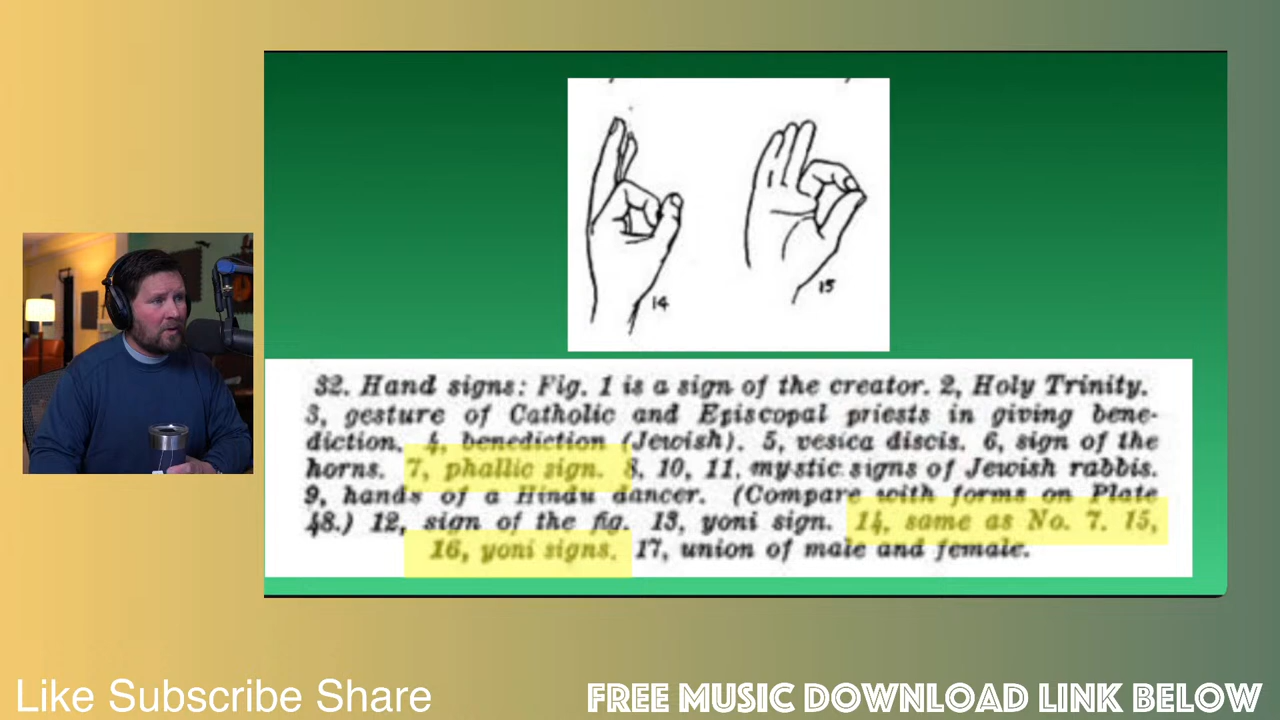 14
15
32. Hand signs: Fig. 1 is a sign of the creator. 2, Holy Trinity.
3, gesture of Catholic and Episcopal priests in giving bene-
diction. 4, benediction (Jewish). 5, vesica discis. 6, sign of the
horns. 7, phallic sign. 8, 10, 11, mystic signs of Jewish rabbis.
9, hands of a Hindu dancer. (Compare with forms on Plate
48.) 12, sign of the fig. 13, yoni sign. 14, same as No. 7. 15,
16, yoni signs. 17, union of male and female.
Like Subscribe Share
FREE MUSIC DOWNLOAD LINK BELOW